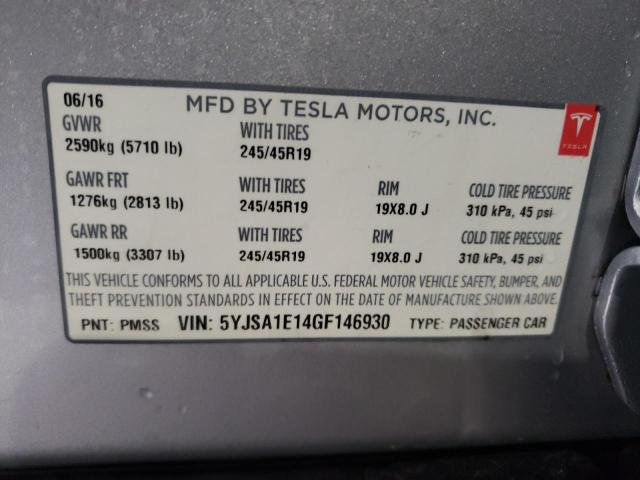 06/16 MFD BY TESLA MOTORS, INC.
TESLA
GVWR WITH TIRES
2590kg (5710 lb) 245/45R19
GAWR FRT WITH TIRES RIM COLD TIRE PRESSURE
1276kg (2813 lb) 245/45R19 19X8.0 J 310 kPa, 45 psi
GAWR RR WITH TIRES RIM COLD TIRE PRESSURE
1500kg (3307 lb) 245/45R19 19X8.0 J 310 kPa, 45 psi
THIS VEHICLE CONFORMS TO ALL APPLICABLE U.S. FEDERAL MOTOR VEHICLE SAFETY, BUMPER, AND
THEFT PREVENTION STANDARDS IN EFFECT ON THE DATE OF MANUFACTURE SHOWN ABOVE.
PNT: PMSS VIN: 5YJSA1E14GF146930 TYPE: PASSENGER CAR